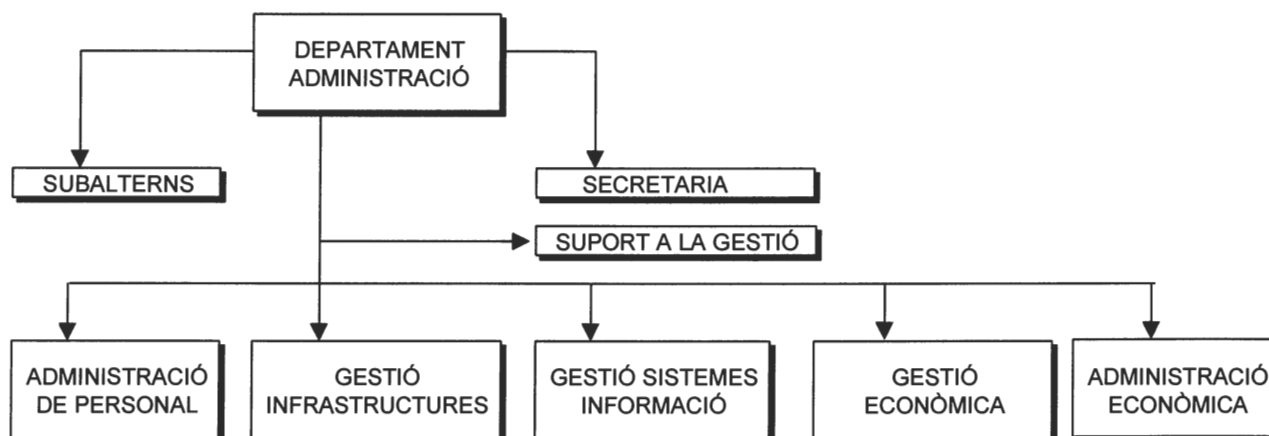 DEPARTAMENT
ADMINISTRACIÓ
SUBALTERNS
SECRETARIA
SUPORT A LA GESTIÓ
ADMINISTRACIÓ
DE PERSONAL
GESTIÓ
INFRASTRUCTURES
GESTIÓ SISTEMES
INFORMACIÓ
GESTIÓ
ECONÒMICA
ADMINISTRACIÓ
ECONÒMICA